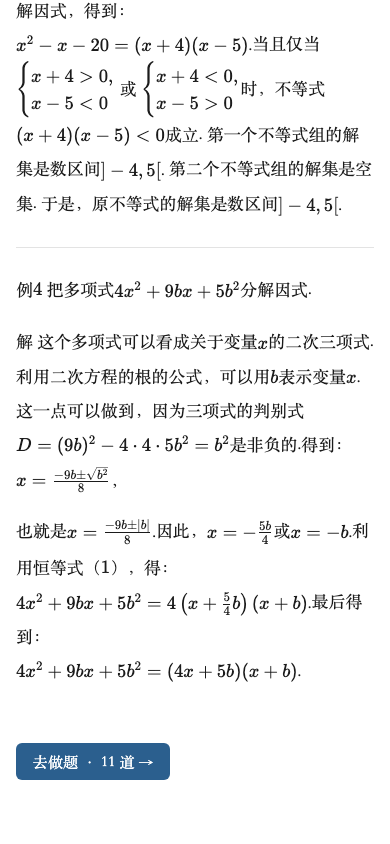 解因式，得到：
x² − x − 20 = (x + 4)(x − 5).当且仅当
{x + 4 > 0, x − 5 < 0 或 {x + 4 < 0, x − 5 > 0 时，不等式
(x + 4)(x − 5) < 0成立. 第一个不等式组的解
集是数区间] − 4, 5[. 第二个不等式组的解集是空
集. 于是，原不等式的解集是数区间] − 4, 5[.
例4 把多项式4x² + 9bx + 5b²分解因式.
解 这个多项式可以看成关于变量x的二次三项式.
利用二次方程的根的公式，可以用b表示变量x.
这一点可以做到，因为三项式的判别式
D = (9b)² − 4 · 4 · 5b² = b²是非负的.得到：
x = (−9b±√b²)/8 ,
也就是x = (−9b±|b|)/8.因此，x = −5b/4或x = −b.利
用恒等式（1），得：
4x² + 9bx + 5b² = 4(x + 5/4b)(x + b).最后得
到：
4x² + 9bx + 5b² = (4x + 5b)(x + b).
去做题 · 11 道 →